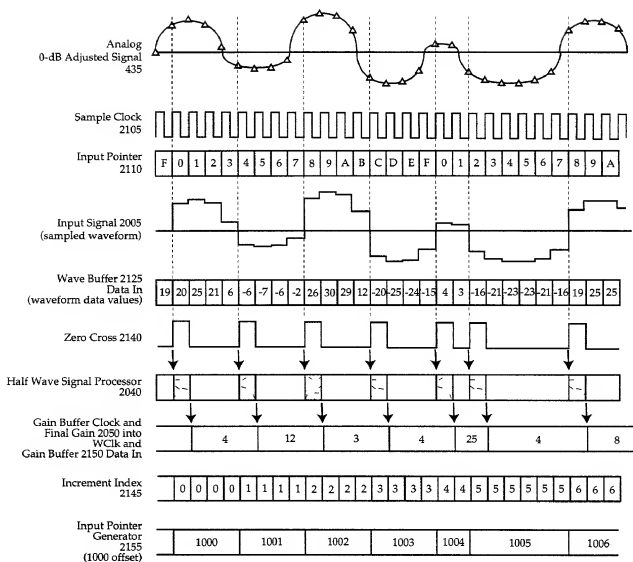 Analog
0-dB Adjusted Signal
435
Sample Clock
2105
Input Pointer
2110
F 0 1 2 3 4 5 6 7 8 9 A B C D E F 0 1 2 3 4 5 6 7 8 9 A
Input Signal 2005
(sampled waveform)
Wave Buffer 2125
Data In
(waveform data values)
19 20 25 21 6 -6 -7 -6 -2 26 30 29 12 -20 -25 -24 -15 4 3 -16 -21 -23 -23 -21 -16 19 25 25
Zero Cross 2140
Half Wave Signal Processor
2040
Gain Buffer Clock and
Final Gain 2050 into
WClk and
Gain Buffer 2150 Data In
4 12 3 4 25 4 8
Increment Index
2145
0 0 0 0 1 1 1 1 2 2 2 2 3 3 3 3 4 4 5 5 5 5 5 5 6 6 6
Input Pointer
Generator
2155
(1000 offset)
1000 1001 1002 1003 1004 1005 1006